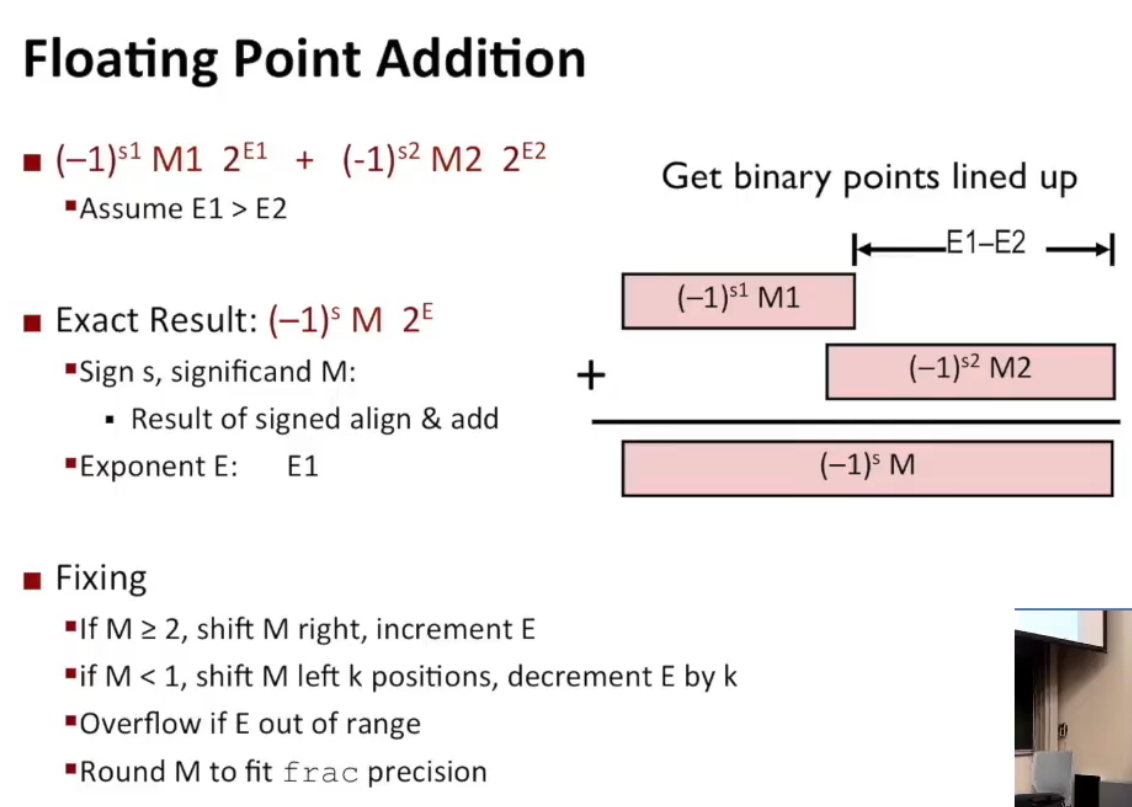 Floating Point Addition
▪ (–1)^s1 M1 2^E1 + (-1)^s2 M2 2^E2
▪Assume E1 > E2
▪ Exact Result: (–1)^s M 2^E
▪Sign s, significand M:
▪ Result of signed align & add
▪Exponent E: E1
▪ Fixing
▪If M ≥ 2, shift M right, increment E
▪if M < 1, shift M left k positions, decrement E by k
▪Overflow if E out of range
▪Round M to fit frac precision
Get binary points lined up
E1–E2
(–1)^s1 M1
+
(–1)^s2 M2
(–1)^s M